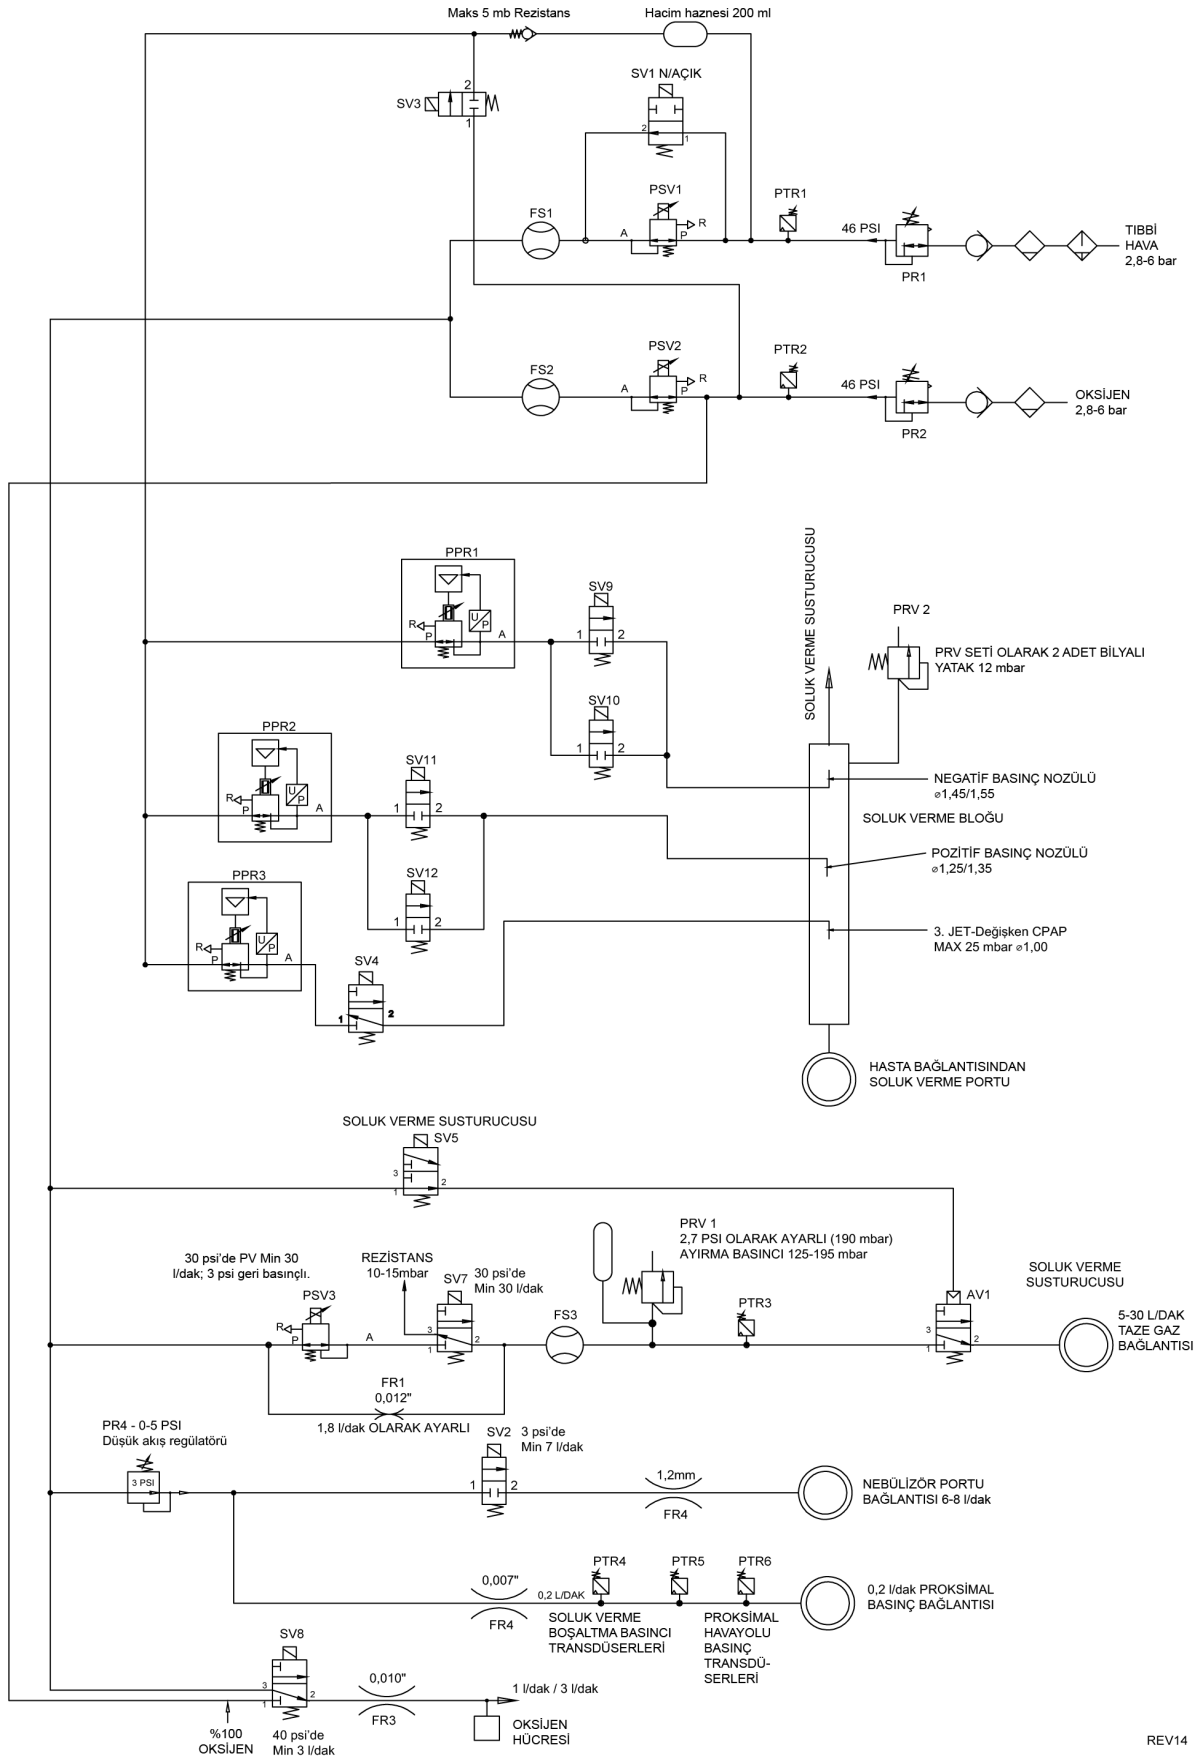 Maks 5 mb Rezistans
Hacim haznesi 200 ml
SV1 N/AÇIK
SV3
2
1
2
1
PSV1
PTR1
FS1
A
R
P
46 PSI
PR1
TIBBİ
HAVA
2,8-6 bar
PSV2
PTR2
FS2
A
R
P
46 PSI
PR2
OKSİJEN
2,8-6 bar
PPR1
R
P
U
P
A
SV9
1
2
SV10
1
2
SOLUK VERME SUSTURUCUSU
PRV 2
PRV SETİ OLARAK 2 ADET BİLYALI
YATAK 12 mbar
PPR2
R
P
U
P
A
SV11
1
2
SV12
1
2
NEGATİF BASINÇ NOZÜLÜ
⌀1,45/1,55
SOLUK VERME BLOĞU
POZİTİF BASINÇ NOZÜLÜ
⌀1,25/1,35
PPR3
R
P
U
P
A
SV4
1
2
3. JET-Değişken CPAP
MAX 25 mbar ⌀1,00
HASTA BAĞLANTISINDAN
SOLUK VERME PORTU
SOLUK VERME SUSTURUCUSU
SV5
3
1
2
30 psi’de PV Min 30
l/dak; 3 psi geri basınçlı.
PSV3
R
P
A
REZİSTANS
10-15mbar
SV7
30 psi’de
Min 30 l/dak
3
1
2
FS3
PRV 1
2,7 PSI OLARAK AYARLI (190 mbar)
AYIRMA BASINCI 125-195 mbar
PTR3
AV1
3
1
2
SOLUK VERME
SUSTURUCUSU
5-30 L/DAK
TAZE GAZ
BAĞLANTISI
FR1
0,012"
1,8 l/dak OLARAK AYARLI
PR4 - 0-5 PSI
Düşük akış regülatörü
3 PSI
SV2
3 psi’de
Min 7 l/dak
1
2
1,2mm
FR4
NEBÜLİZÖR PORTU
BAĞLANTISI 6-8 l/dak
0,007"
FR4
0,2 L/DAK
PTR4
PTR5
PTR6
SOLUK VERME
BOŞALTMA BASINCI
TRANSDÜSERLERİ
PROKSİMAL
HAVAYOLU
BASINÇ
TRANSDÜ-
SERLERİ
0,2 l/dak PROKSİMAL
BASINÇ BAĞLANTISI
SV8
3
1
2
%100
OKSİJEN
40 psi’de
Min 3 l/dak
0,010"
FR3
1 l/dak / 3 l/dak
OKSİJEN
HÜCRESİ
REV14